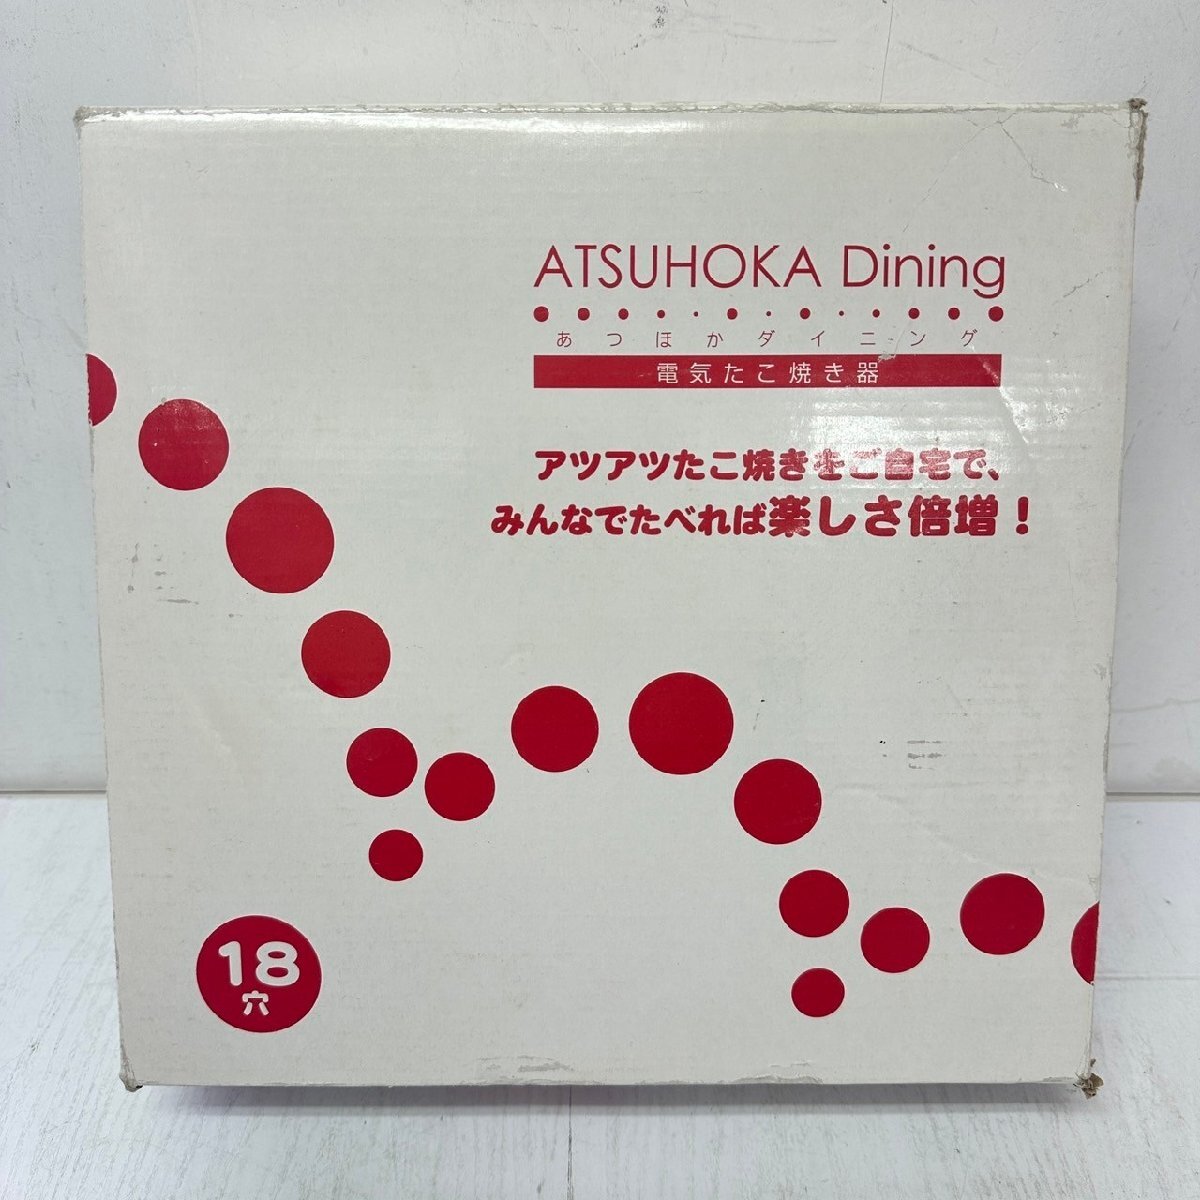 ATSUHOKA Dining
あつほかダイニング
電気たこ焼き器
アツアツたこ焼きをご自宅で、
みんなでたべれば楽しさ倍増！
18
穴